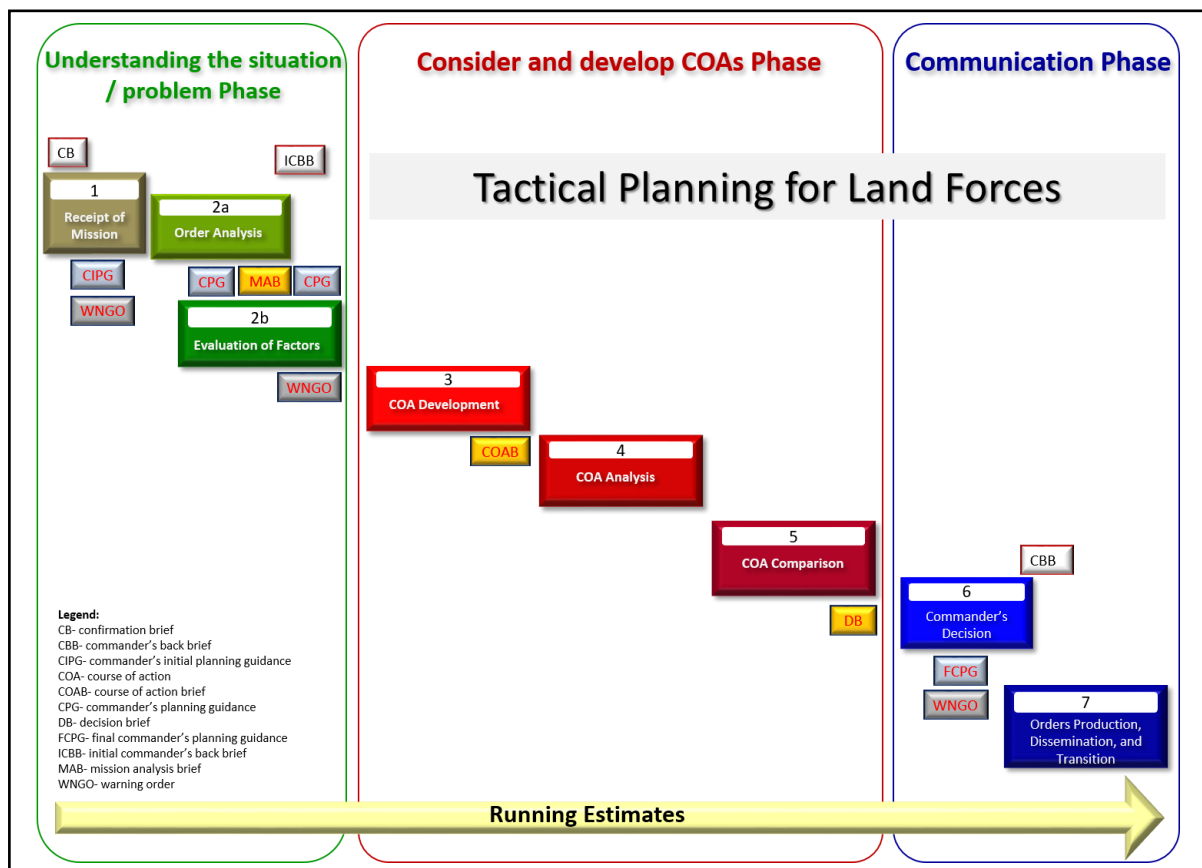 Understanding the situation
/ problem Phase
Consider and develop COAs Phase
Communication Phase
Tactical Planning for Land Forces
CB
ICBB
1
Receipt of
Mission
2a
Order Analysis
CIPG
WNGO
CPG
MAB
CPG
2b
Evaluation of Factors
WNGO
3
COA Development
COAB
4
COA Analysis
5
COA Comparison
DB
CBB
6
Commander's
Decision
FCPG
WNGO
7
Orders Production,
Dissemination, and
Transition
Legend:
CB- confirmation brief
CBB- commander's back brief
CIPG- commander's initial planning guidance
COA- course of action
COAB- course of action brief
CPG- commander's planning guidance
DB- decision brief
FCPG- final commander's planning guidance
ICBB- initial commander's back brief
MAB- mission analysis brief
WNGO- warning order
Running Estimates